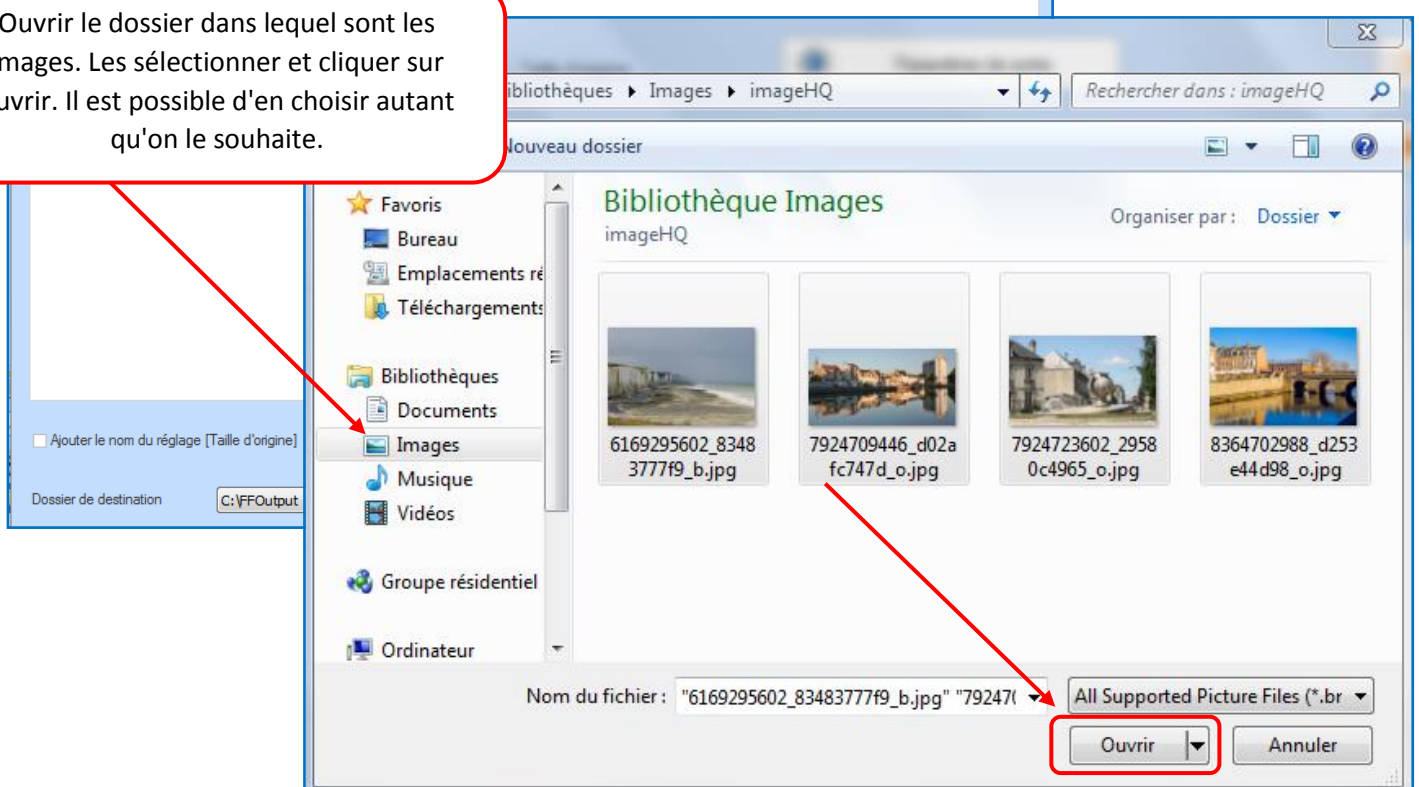 Ouvrir le dossier dans lequel sont les
mages. Les sélectionner et cliquer sur
uvrir. Il est possible d'en choisir autant
qu'on le souhaite.
ibliothèques ▸ Images ▸ imageHQ
Rechercher dans : imageHQ
Nouveau dossier
Favoris
Bureau
Emplacements ré
Téléchargements
Bibliothèques
Documents
Images
Musique
Vidéos
Groupe résidentiel
Ordinateur
Bibliothèque Images
imageHQ
Organiser par : Dossier
6169295602_8348
3777f9_b.jpg
7924709446_d02a
fc747d_o.jpg
7924723602_2958
0c4965_o.jpg
8364702988_d253
e44d98_o.jpg
Ajouter le nom du réglage [Taille d'origine]
Dossier de destination C:\FFOutput
Nom du fichier : "6169295602_83483777f9_b.jpg" "79247(
All Supported Picture Files (*.br
Ouvrir
Annuler